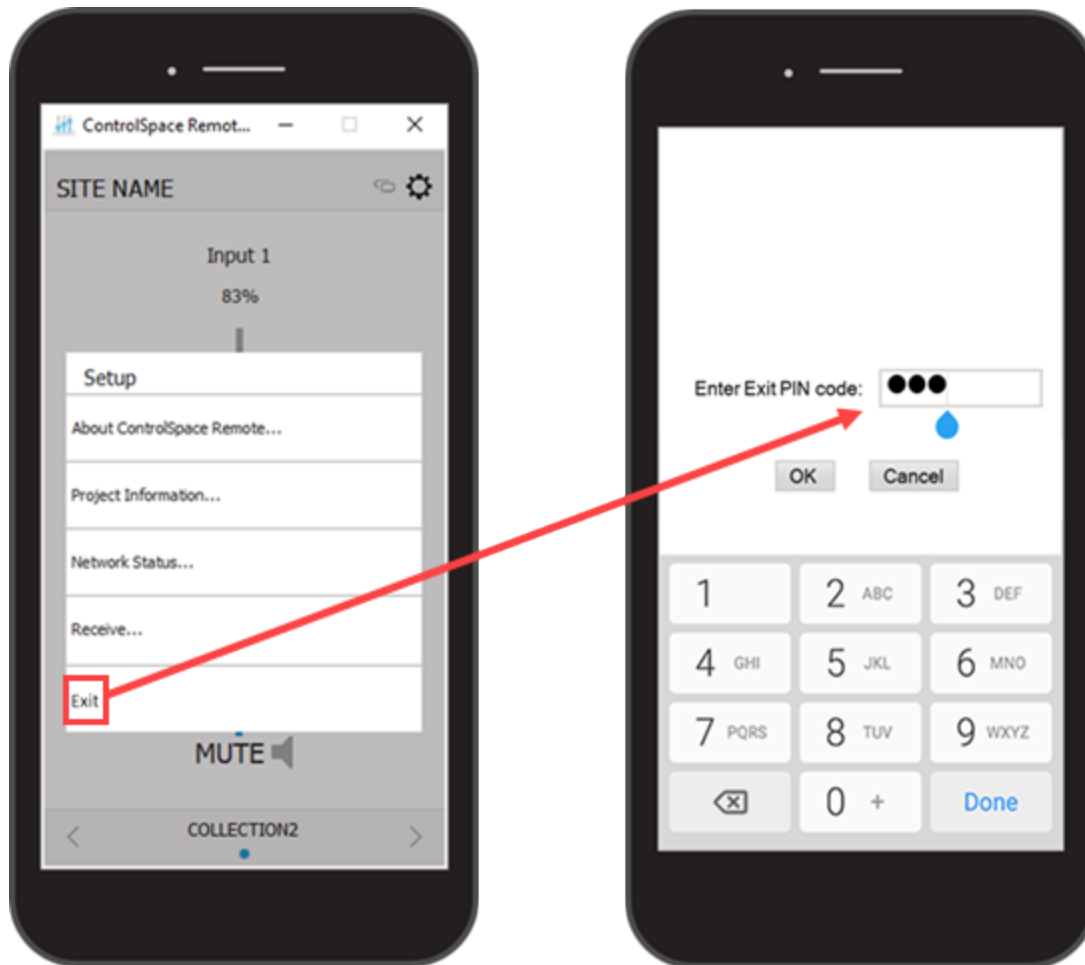 ControlSpace Remot...
SITE NAME
Input 1
83%
Setup
About ControlSpace Remote...
Project Information...
Network Status...
Receive...
Exit
MUTE
COLLECTION2
Enter Exit PIN code:
OK Cancel
1 2 ABC 3 DEF
4 GHI 5 JKL 6 MNO
7 PQRS 8 TUV 9 WXYZ
0 + Done